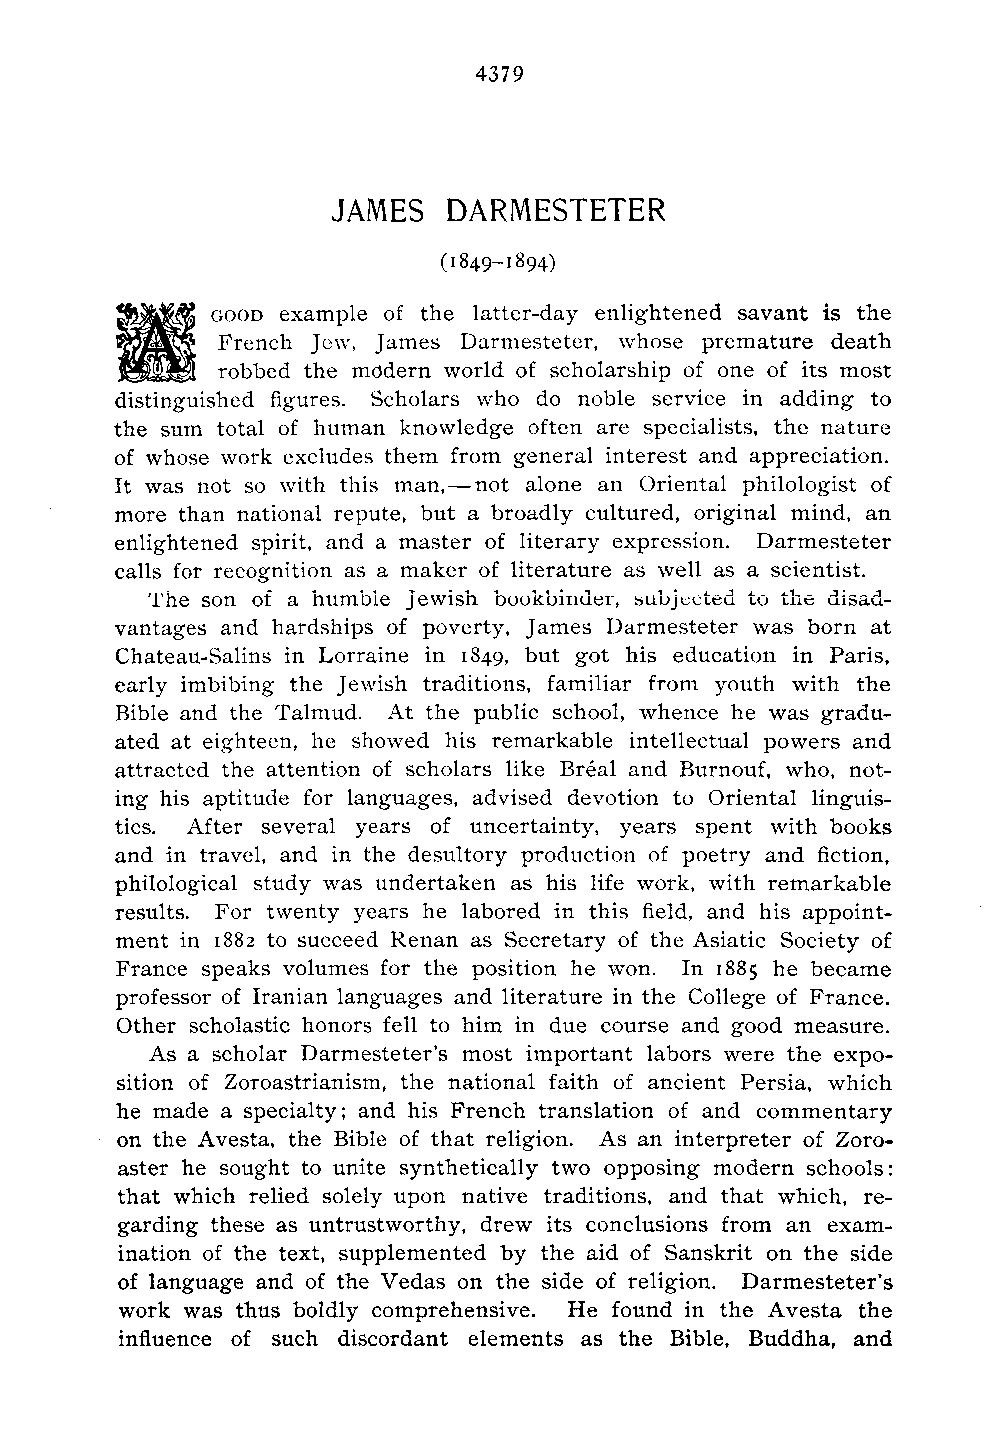 4379
JAMES DARMESTETER
(1849–1894)
A GOOD example of the latter-day enlightened savant is the
French Jew, James Darmesteter, whose premature death
robbed the modern world of scholarship of one of its most
distinguished figures. Scholars who do noble service in adding to
the sum total of human knowledge often are specialists, the nature
of whose work excludes them from general interest and appreciation.
It was not so with this man,—not alone an Oriental philologist of
more than national repute, but a broadly cultured, original mind, an
enlightened spirit, and a master of literary expression. Darmesteter
calls for recognition as a maker of literature as well as a scientist.
The son of a humble Jewish bookbinder, subjected to the disad-
vantages and hardships of poverty, James Darmesteter was born at
Chateau-Salins in Lorraine in 1849, but got his education in Paris,
early imbibing the Jewish traditions, familiar from youth with the
Bible and the Talmud. At the public school, whence he was gradu-
ated at eighteen, he showed his remarkable intellectual powers and
attracted the attention of scholars like Bréal and Burnouf, who, not-
ing his aptitude for languages, advised devotion to Oriental linguis-
tics. After several years of uncertainty, years spent with books
and in travel, and in the desultory production of poetry and fiction,
philological study was undertaken as his life work, with remarkable
results. For twenty years he labored in this field, and his appoint-
ment in 1882 to succeed Renan as Secretary of the Asiatic Society of
France speaks volumes for the position he won. In 1885 he became
professor of Iranian languages and literature in the College of France.
Other scholastic honors fell to him in due course and good measure.
As a scholar Darmesteter's most important labors were the expo-
sition of Zoroastrianism, the national faith of ancient Persia, which
he made a specialty; and his French translation of and commentary
on the Avesta, the Bible of that religion. As an interpreter of Zoro-
aster he sought to unite synthetically two opposing modern schools:
that which relied solely upon native traditions, and that which, re-
garding these as untrustworthy, drew its conclusions from an exam-
ination of the text, supplemented by the aid of Sanskrit on the side
of language and of the Vedas on the side of religion. Darmesteter's
work was thus boldly comprehensive. He found in the Avesta the
influence of such discordant elements as the Bible, Buddha, and